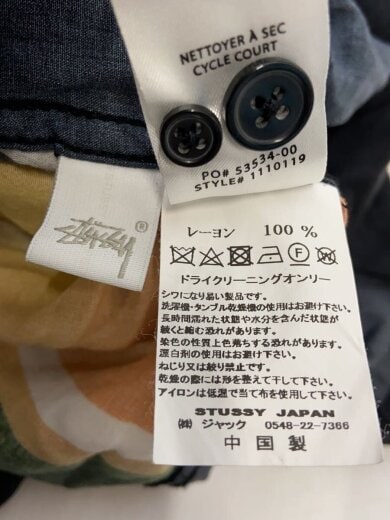 NETTOYER À SEC
CYCLE COURT
PO# 53534-00
STYLE# 1110119
Stüssy ®
レーヨン 100 %
ドライクリーニングオンリー
シワになり易い製品です。
洗濯機・タンブル乾燥機の使用はお避け下さい。
長時間濡れた状態や水分を含んだ状態が
続くと縮む恐れがあります。
染色の性質上色落ちする恐れがあります。
漂白剤の使用はお避け下さい。
ねじり又は絞り禁止です。
乾燥の際には形を整えて干して下さい。
アイロンは低温で当て布を使用して下さい。
STUSSY JAPAN
㈱ ジャック 0548-22-7366
中国製